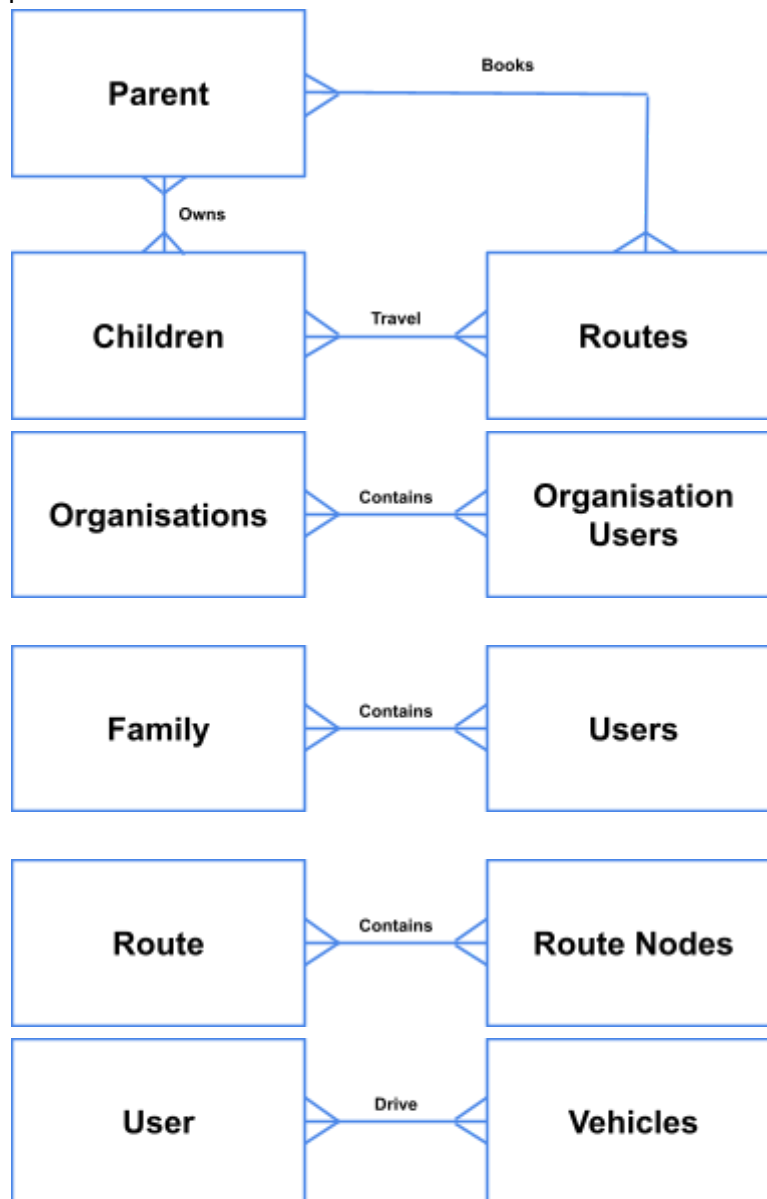 Books
Parent
Owns
Children
Travel
Routes
Organisations
Contains
Organisation
Users
Family
Contains
Users
Route
Contains
Route Nodes
User
Drive
Vehicles